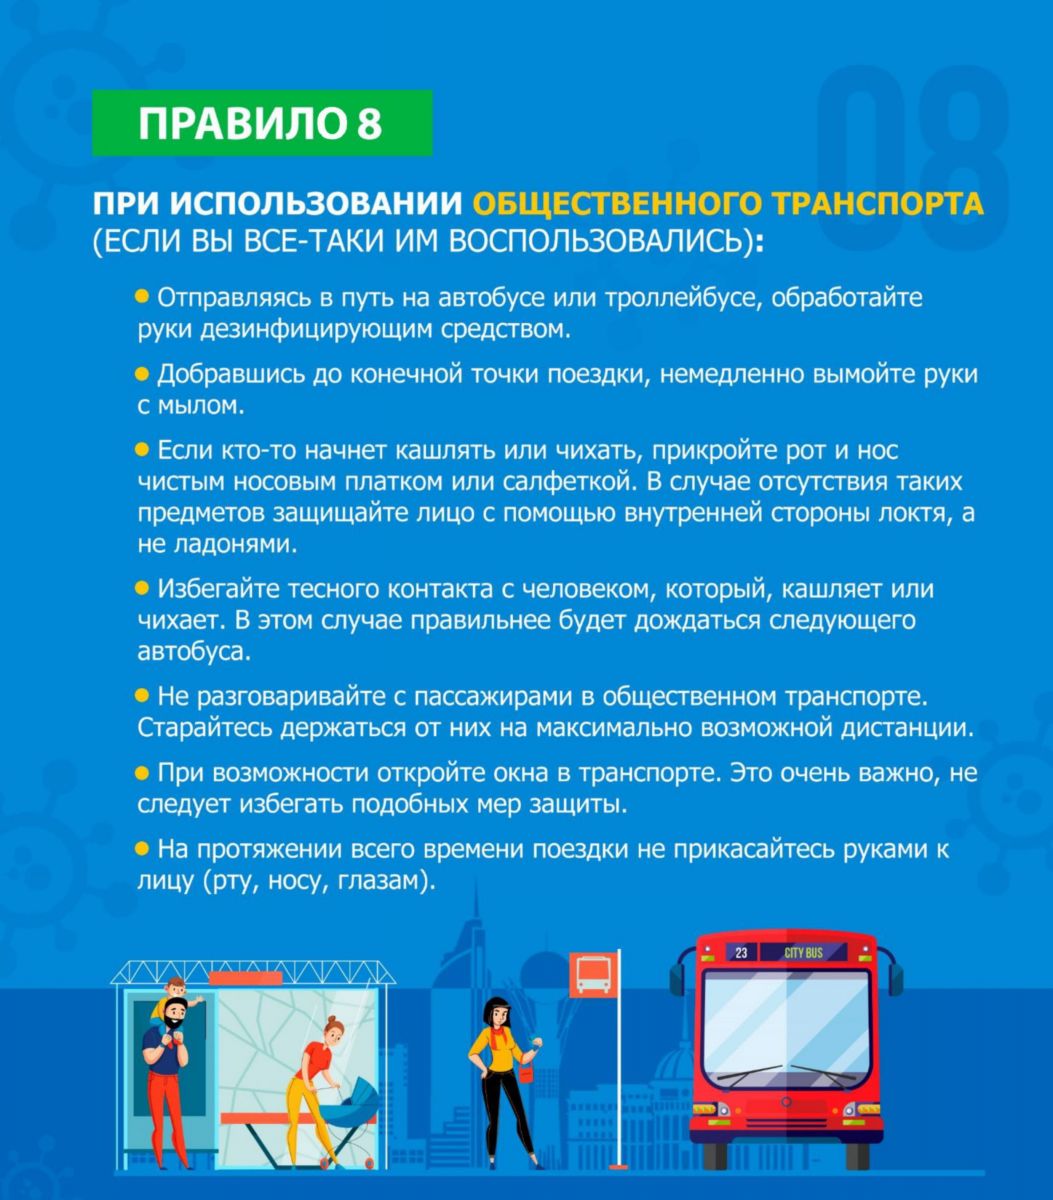 08
ПРАВИЛО 8
ПРИ ИСПОЛЬЗОВАНИИ ОБЩЕСТВЕННОГО ТРАНСПОРТА
(ЕСЛИ ВЫ ВСЕ-ТАКИ ИМ ВОСПОЛЬЗОВАЛИСЬ):
• Отправляясь в путь на автобусе или троллейбусе, обработайте
руки дезинфицирующим средством.
• Добравшись до конечной точки поездки, немедленно вымойте руки
с мылом.
• Если кто-то начнет кашлять или чихать, прикройте рот и нос
чистым носовым платком или салфеткой. В случае отсутствия таких
предметов защищайте лицо с помощью внутренней стороны локтя, а
не ладонями.
• Избегайте тесного контакта с человеком, который, кашляет или
чихает. В этом случае правильнее будет дождаться следующего
автобуса.
• Не разговаривайте с пассажирами в общественном транспорте.
Старайтесь держаться от них на максимально возможной дистанции.
• При возможности откройте окна в транспорте. Это очень важно, не
следует избегать подобных мер защиты.
• На протяжении всего времени поездки не прикасайтесь руками к
лицу (рту, носу, глазам).
23 CITY BUS